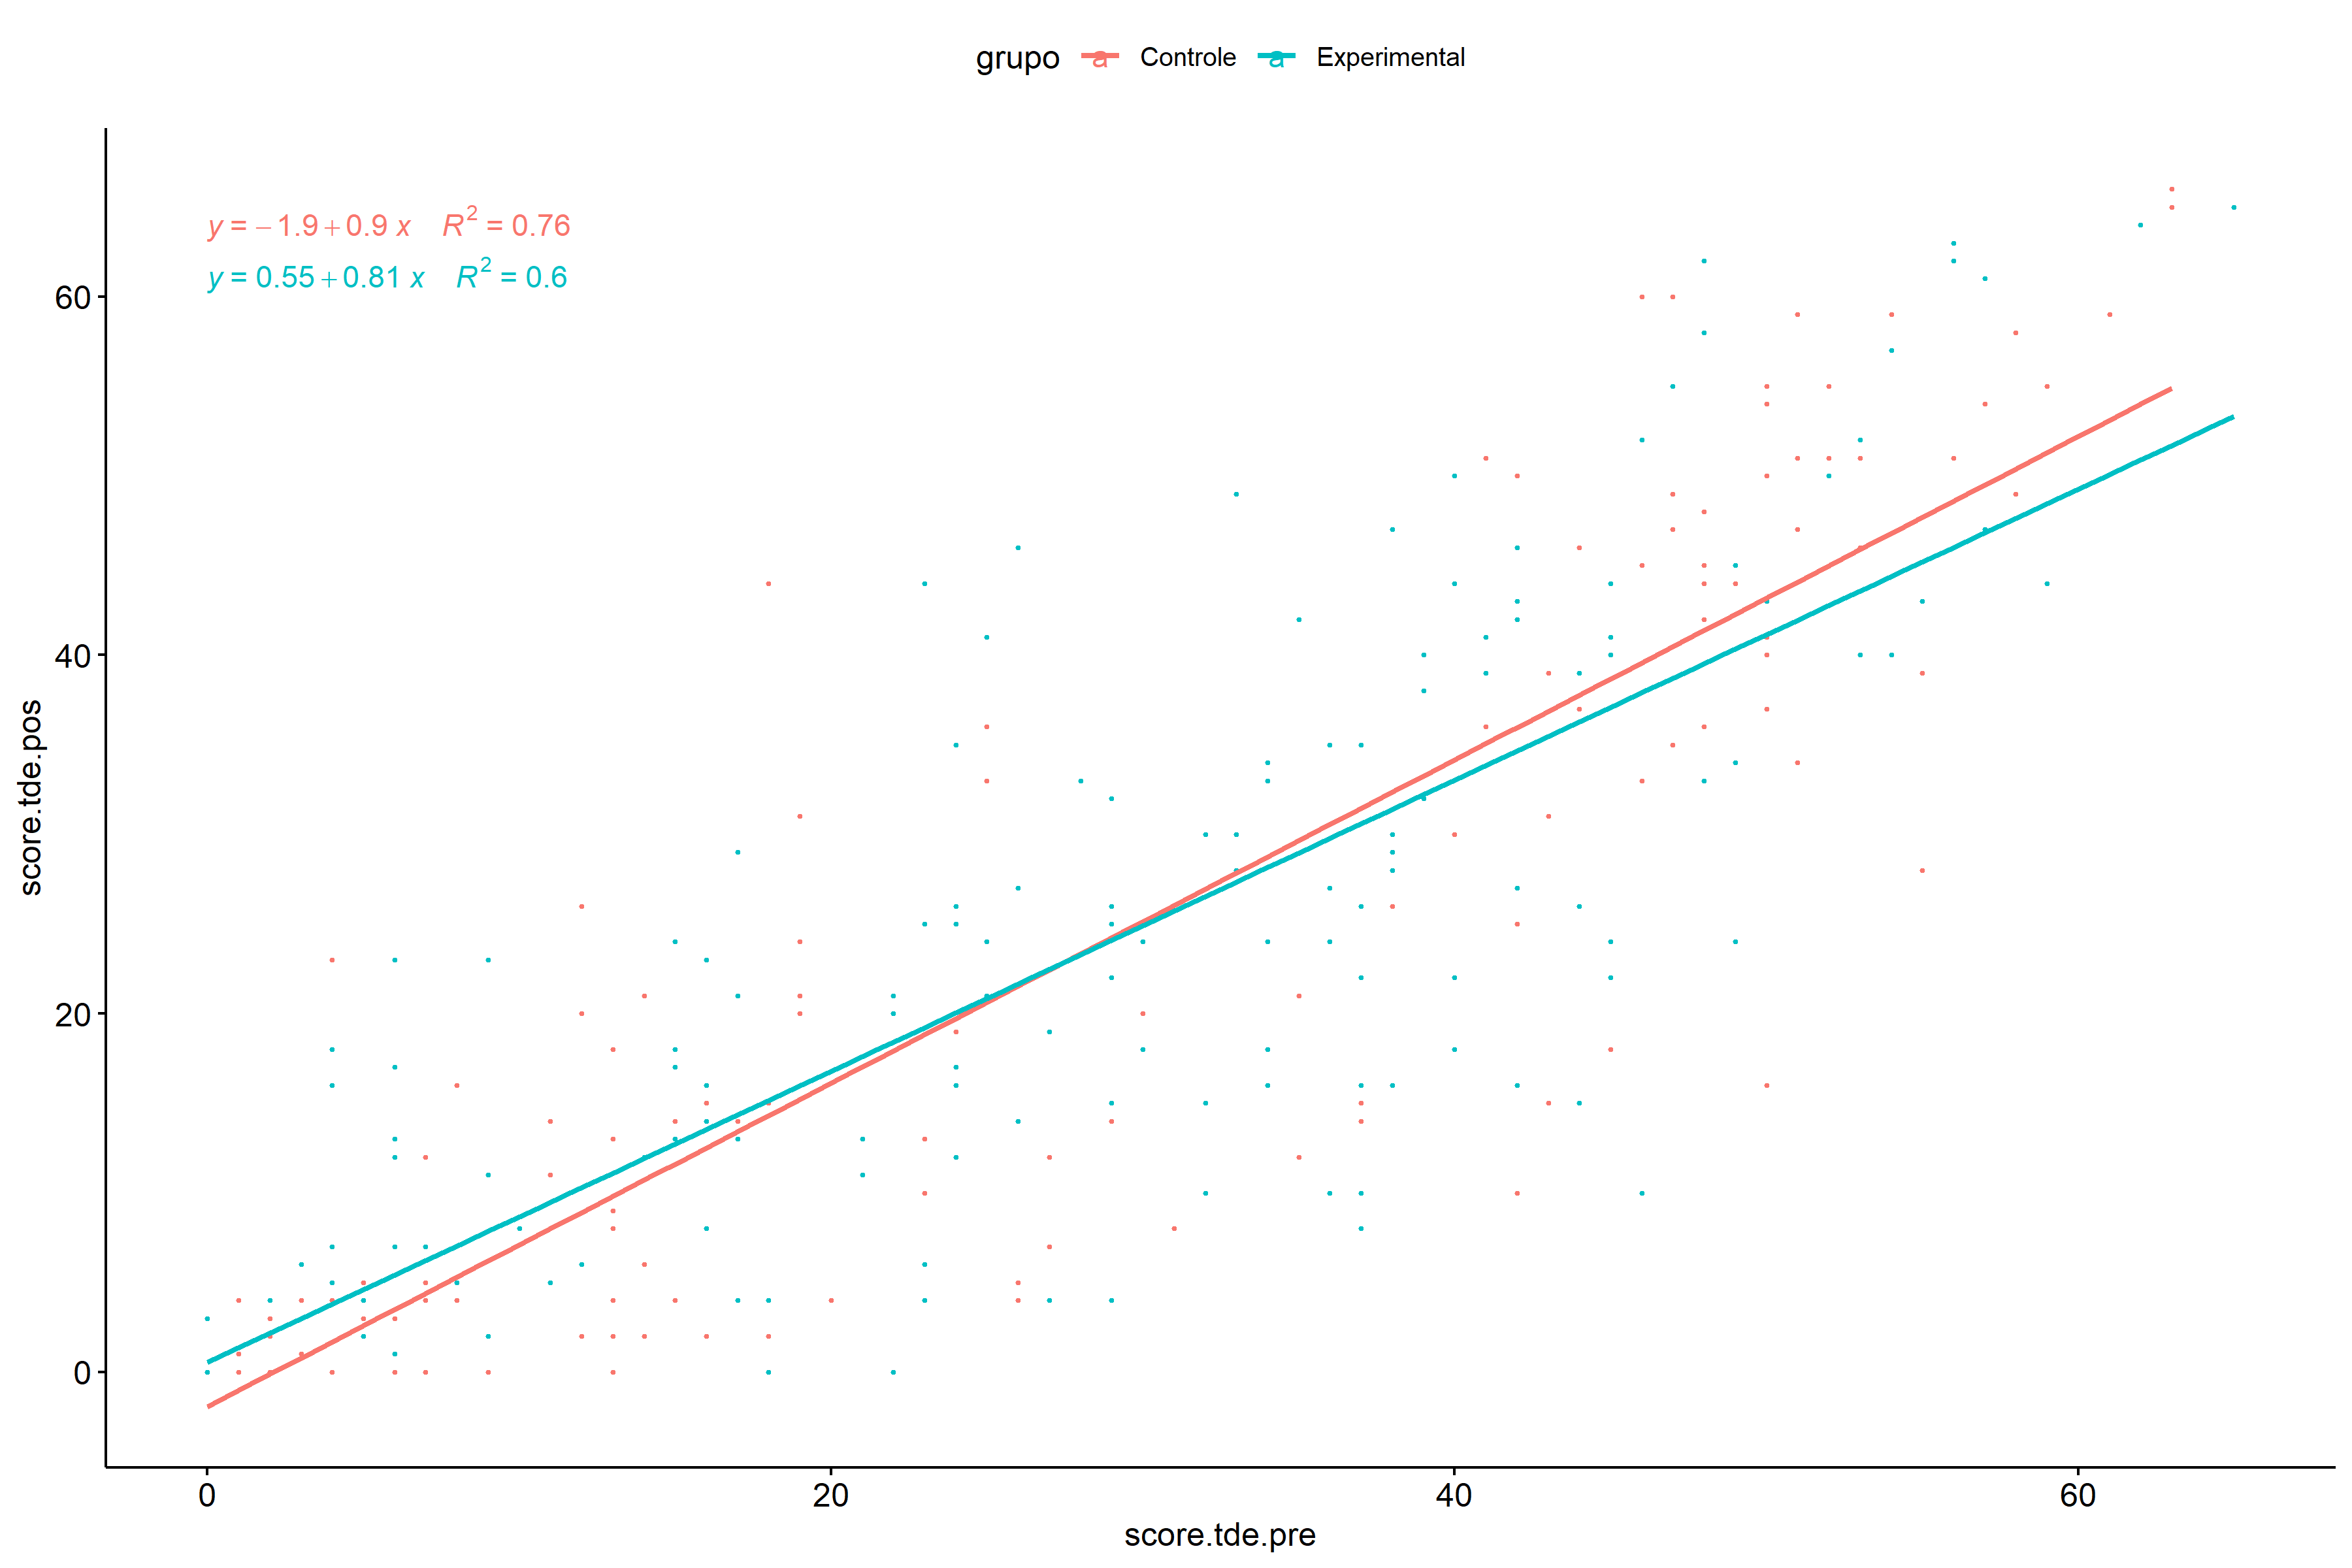 grupo a Controle a Experimental
y = −1.9+0.9 x R² = 0.76
y = 0.55+0.81 x R² = 0.6
60
40
20
0
score.tde.pos
0 20 40 60
score.tde.pre